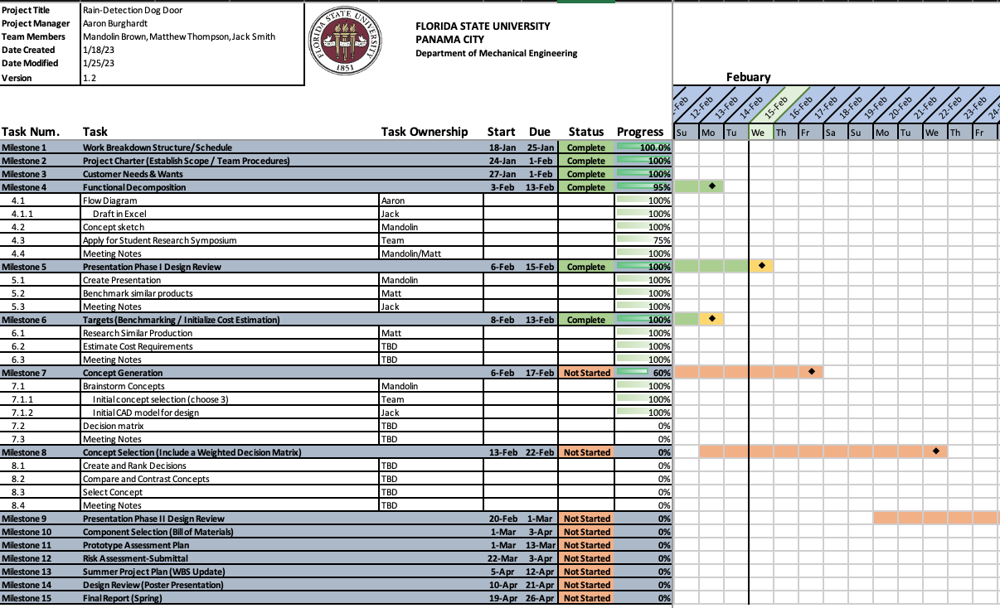 Project Title Rain-Detection Dog Door
Project Manager Aaron Burghardt
Team Members Mandolin Brown, Matthew Thompson, Jack Smith
Date Created 1/18/23
Date Modified 1/25/23
Version 1.2
FLORIDA STATE UNIVERSITY
1851
FLORIDA STATE UNIVERSITY
PANAMA CITY
Department of Mechanical Engineering
Febuary
-Feb 12-Feb 13-Feb 14-Feb 15-Feb 16-Feb 17-Feb 18-Feb 19-Feb 20-Feb 21-Feb 22-Feb 23-Feb 24-
Task Num. Task Task Ownership Start Due Status Progress Su Mo Tu We Th Fr Sa Su Mo Tu We Th Fr
Milestone 1 Work Breakdown Structure/Schedule 18-Jan 25-Jan Complete 100.0%
Milestone 2 Project Charter (Establish Scope / Team Procedures) 24-Jan 1-Feb Complete 100%
Milestone 3 Customer Needs & Wants 27-Jan 1-Feb Complete 100%
Milestone 4 Functional Decomposition 3-Feb 13-Feb Complete 95%
4.1 Flow Diagram Aaron 100%
4.1.1 Draft in Excel Jack 100%
4.2 Concept sketch Mandolin 100%
4.3 Apply for Student Research Symposium Team 75%
4.4 Meeting Notes Mandolin/Matt 100%
Milestone 5 Presentation Phase I Design Review 6-Feb 15-Feb Complete 100%
5.1 Create Presentation Mandolin 100%
5.2 Benchmark similar products Matt 100%
5.3 Meeting Notes Jack 100%
Milestone 6 Targets (Benchmarking / Initialize Cost Estimation) 8-Feb 13-Feb Complete 100%
6.1 Research Similar Production Matt 100%
6.2 Estimate Cost Requirements TBD 100%
6.3 Meeting Notes TBD 100%
Milestone 7 Concept Generation 6-Feb 17-Feb Not Started 60%
7.1 Brainstorm Concepts Mandolin 100%
7.1.1 Initial concept selection (choose 3) Team 100%
7.1.2 Initial CAD model for design Jack 100%
7.2 Decision matrix TBD 0%
7.3 Meeting Notes TBD 0%
Milestone 8 Concept Selection (Include a Weighted Decision Matrix) 13-Feb 22-Feb Not Started 0%
8.1 Create and Rank Decisions TBD 0%
8.2 Compare and Contrast Concepts TBD 0%
8.3 Select Concept TBD 0%
8.4 Meeting Notes TBD 0%
Milestone 9 Presentation Phase II Design Review 20-Feb 1-Mar Not Started 0%
Milestone 10 Component Selection (Bill of Materials) 1-Mar 3-Apr Not Started 0%
Milestone 11 Prototype Assessment Plan 1-Mar 13-Mar Not Started 0%
Milestone 12 Risk Assessment-Submittal 22-Mar 3-Apr Not Started 0%
Milestone 13 Summer Project Plan (WBS Update) 5-Apr 12-Apr Not Started 0%
Milestone 14 Design Review (Poster Presentation) 10-Apr 21-Apr Not Started 0%
Milestone 15 Final Report (Spring) 19-Apr 26-Apr Not Started 0%